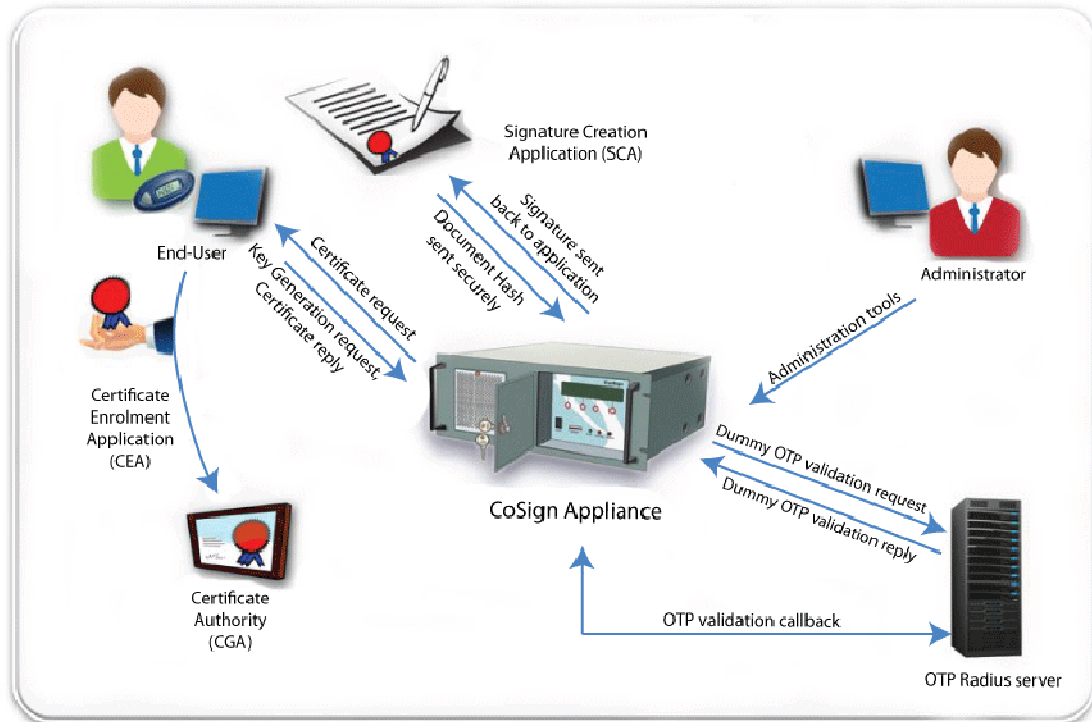 Signature Creation
Application (SCA)
End-User
Certificate request
Key Generation request,
Certificate reply
Signature sent
back to application
Document Hash
sent securely
Administrator
Administration tools
Certificate
Enrolment
Application
(CEA)
CoSign Appliance
Dummy OTP validation request
Dummy OTP validation reply
Certificate
Authority
(CGA)
OTP validation callback
OTP Radius server